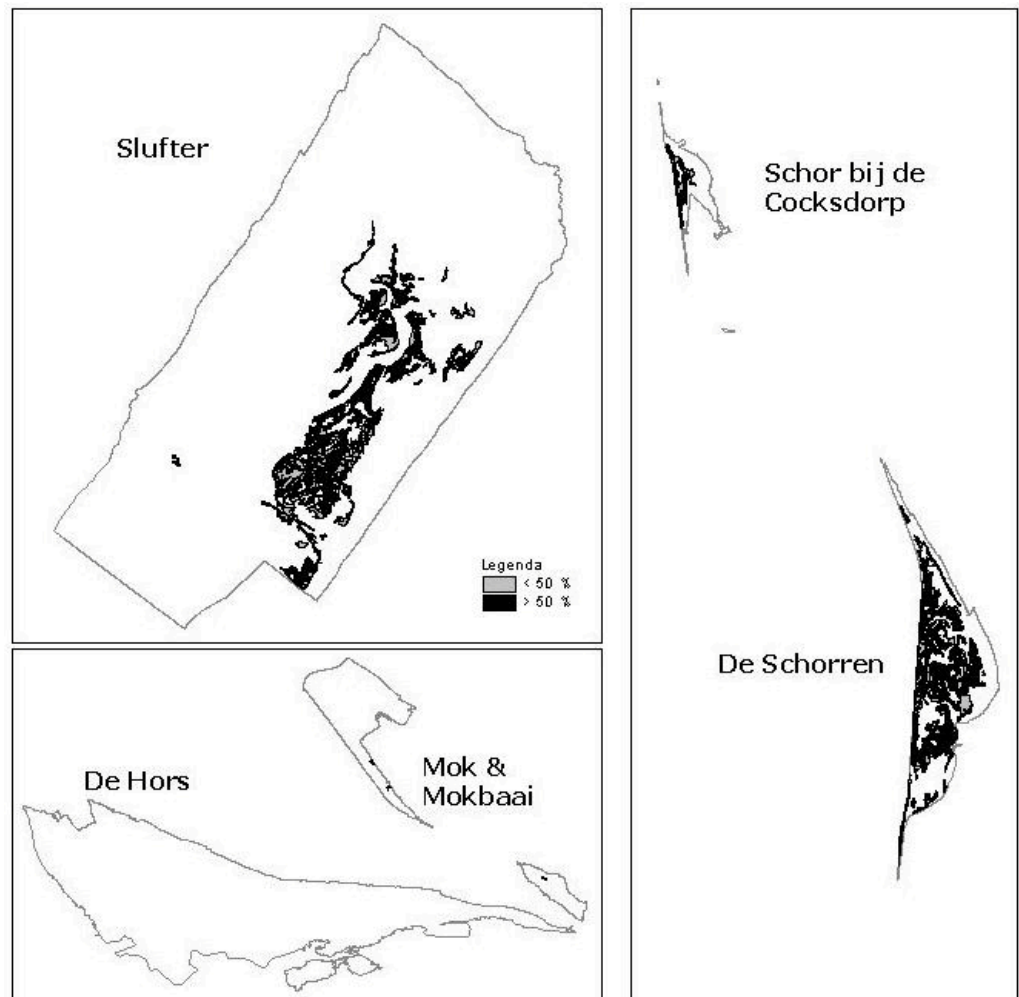 Slufter
Legenda
< 50 %
> 50 %
Schor bij de
Cocksdorp
De Schorren
De Hors
Mok &
Mokbaai